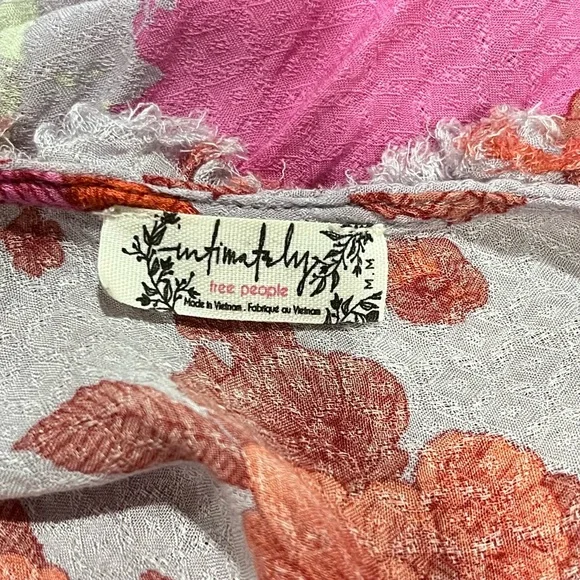 intimately
free people
Made in Vietnam . Fabriqué au Vietnam
M. M